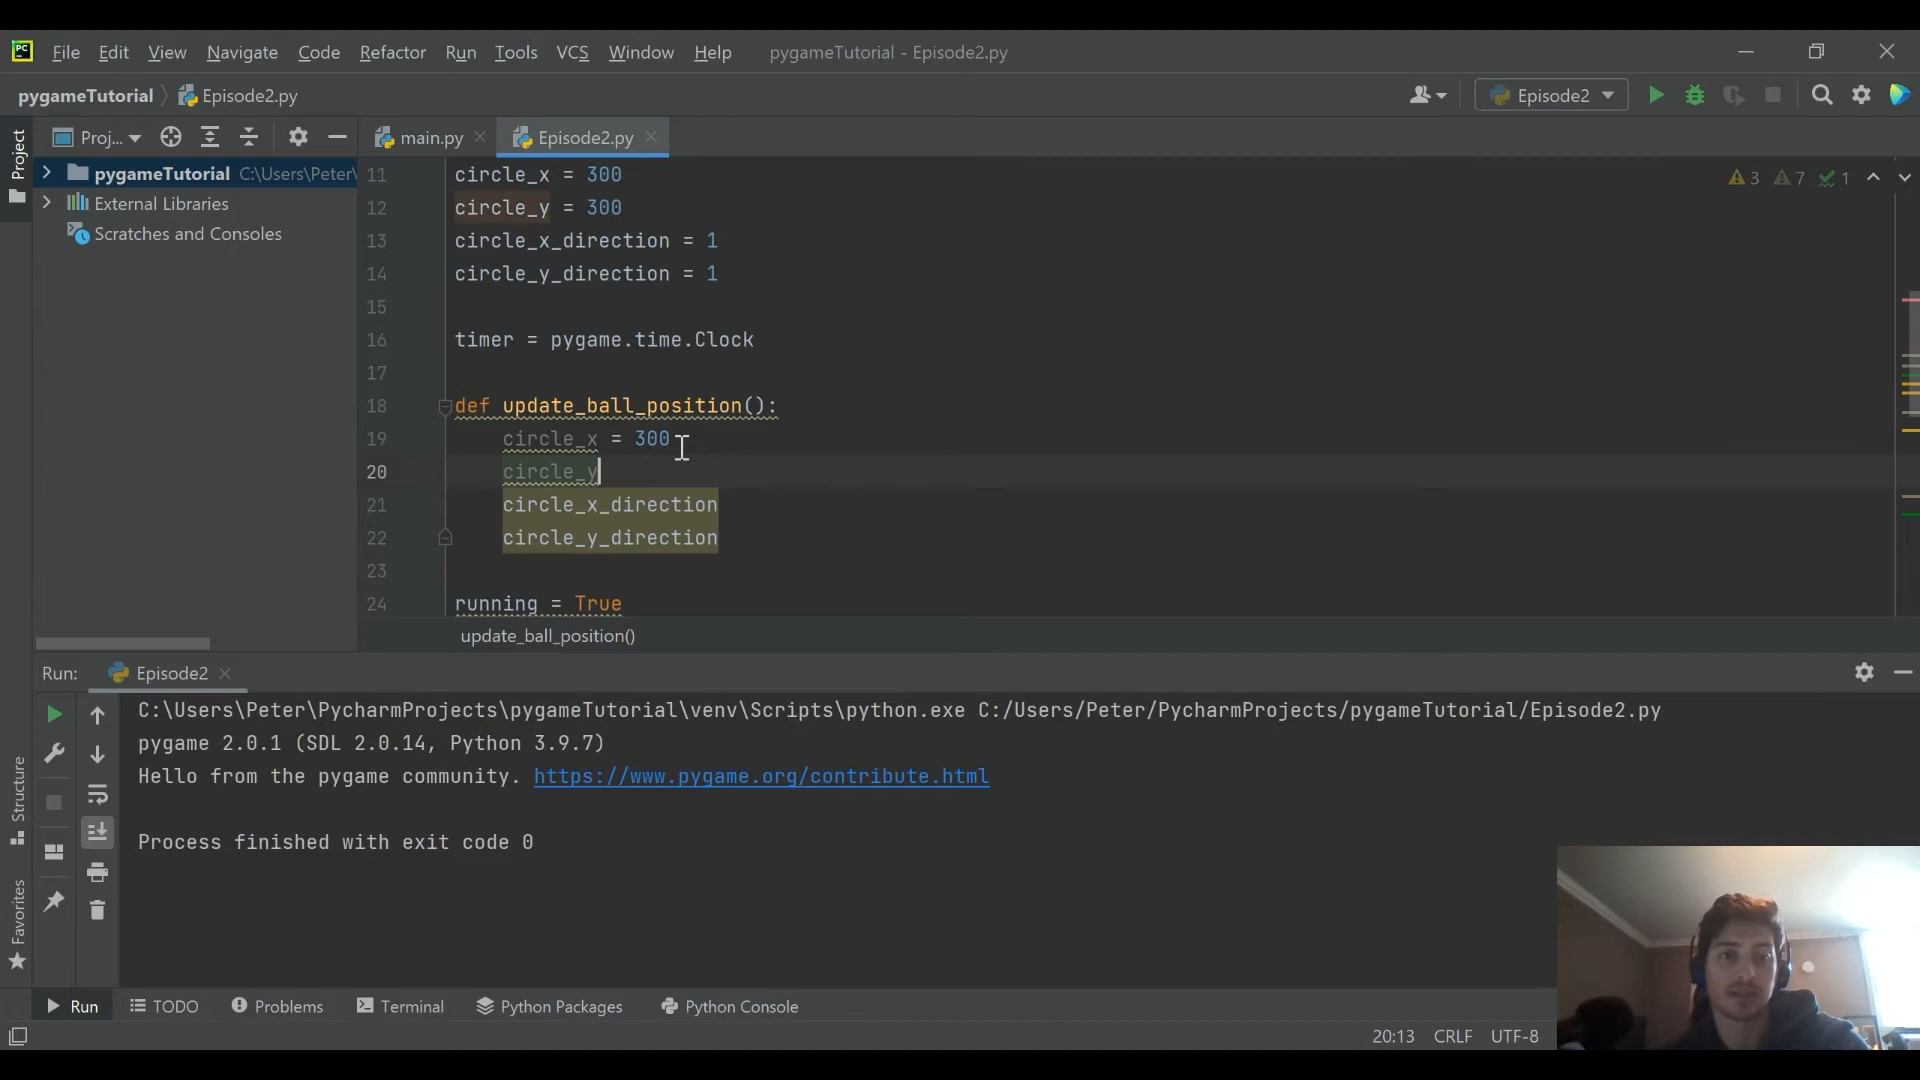 PC File Edit View Navigate Code Refactor Run Tools VCS Window Help pygameTutorial - Episode2.py
pygameTutorial Episode2.py Episode2
Project
Proj... main.py Episode2.py
pygameTutorial C:\Users\Peter\
External Libraries
Scratches and Consoles
3 7 1
11 circle_x = 300
12 circle_y = 300
13 circle_x_direction = 1
14 circle_y_direction = 1
15
16 timer = pygame.time.Clock
17
18 def update_ball_position():
19 circle_x = 300
20 circle_y
21 circle_x_direction
22 circle_y_direction
23
24 running = True
update_ball_position()
Run: Episode2
C:\Users\Peter\PycharmProjects\pygameTutorial\venv\Scripts\python.exe C:/Users/Peter/PycharmProjects/pygameTutorial/Episode2.py
pygame 2.0.1 (SDL 2.0.14, Python 3.9.7)
Hello from the pygame community. https://www.pygame.org/contribute.html
Process finished with exit code 0
Structure
Favorites
Run TODO Problems Terminal Python Packages Python Console
20:13 CRLF UTF-8